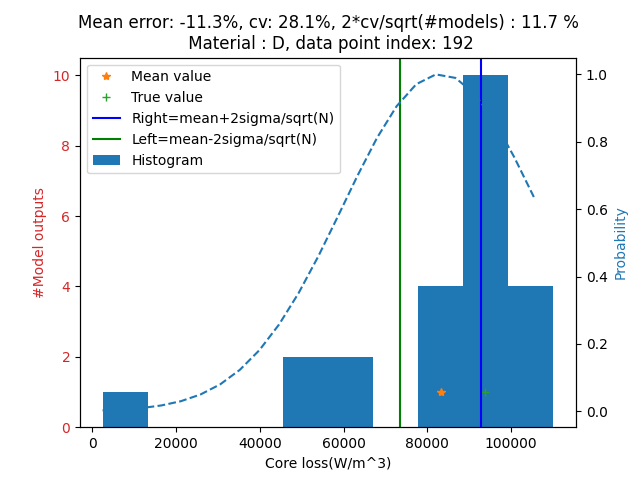 Mean error: -11.3%, cv: 28.1%, 2*cv/sqrt(#models) : 11.7 %
Material : D, data point index: 192
Mean value
True value
Right=mean+2sigma/sqrt(N)
Left=mean-2sigma/sqrt(N)
Histogram
#Model outputs
10
8
6
4
2
0
Probability
1.0
0.8
0.6
0.4
0.2
0.0
0 20000 40000 60000 80000 100000
Core loss(W/m^3)